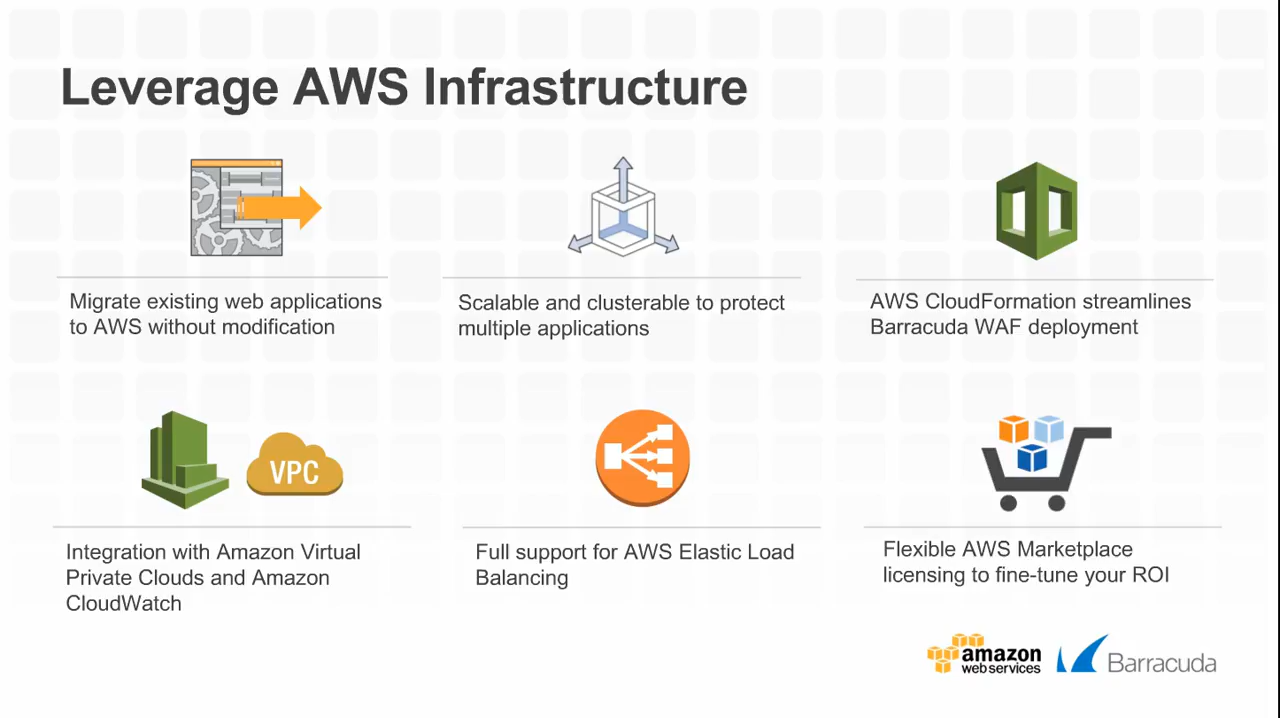 Leverage AWS Infrastructure
Migrate existing web applications
to AWS without modification
Scalable and clusterable to protect
multiple applications
AWS CloudFormation streamlines
Barracuda WAF deployment
VPC
Integration with Amazon Virtual
Private Clouds and Amazon
CloudWatch
Full support for AWS Elastic Load
Balancing
Flexible AWS Marketplace
licensing to fine-tune your ROI
amazon
web services
Barracuda